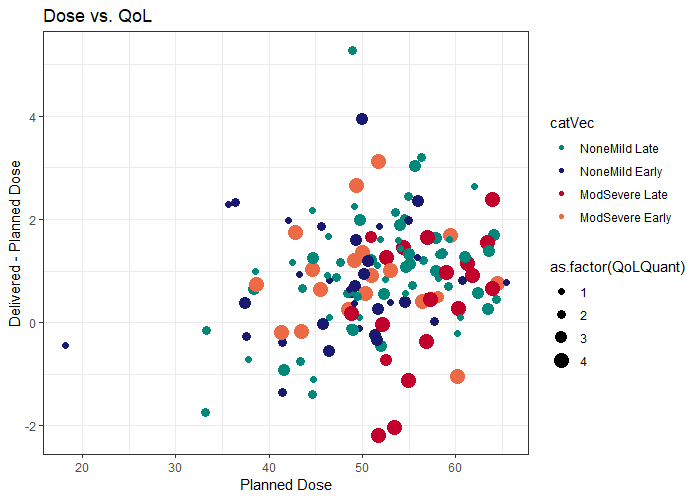 Dose vs. QoL
Delivered - Planned Dose
4
2
0
-2
20
30
40
50
60
Planned Dose
catVec
NoneMild Late
NoneMild Early
ModSevere Late
ModSevere Early
as.factor(QoLQuant)
1
2
3
4